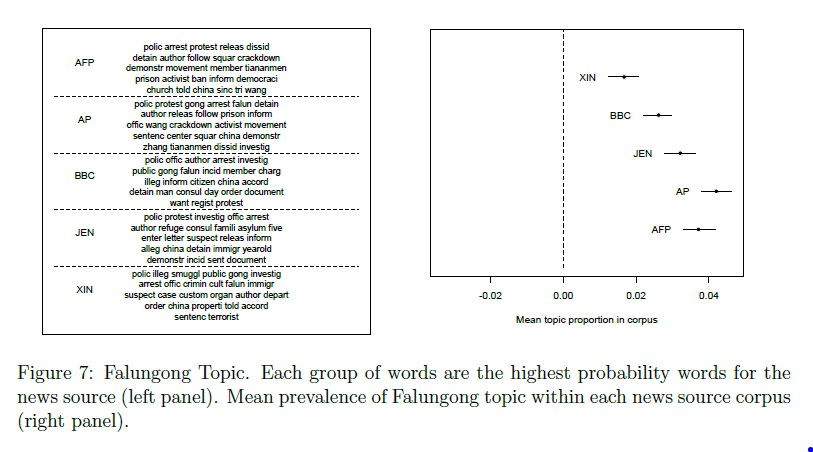 AFP
polic arrest protest releas dissid
detain author follow squar crackdown
demonstr movement member tiananmen
prison activist ban inform democraci
church told china sinc tri wang
AP
polic protest gong arrest falun detain
author releas follow prison inform
offic wang crackdown activist movement
sentenc center squar china demonstr
zhang tiananmen dissid investig
BBC
polic offic author arrest investig
public gong falun incid member charg
illeg inform citizen china accord
detain man consul day order document
want regist protest
JEN
polic protest investig offic arrest
author refuge consul famili asylum five
enter letter suspect releas inform
alleg china detain immigr yearold
demonstr incid sent document
XIN
polic illeg smuggl public gong investig
arrest offic crimin cult falun immigr
suspect case custom organ author depart
order china properti told accord
sentenc terrorist
XIN
BBC
JEN
AP
AFP
-0.02 0.00 0.02 0.04
Mean topic proportion in corpus
Figure 7: Falungong Topic. Each group of words are the highest probability words for the
news source (left panel). Mean prevalence of Falungong topic within each news source corpus
(right panel).